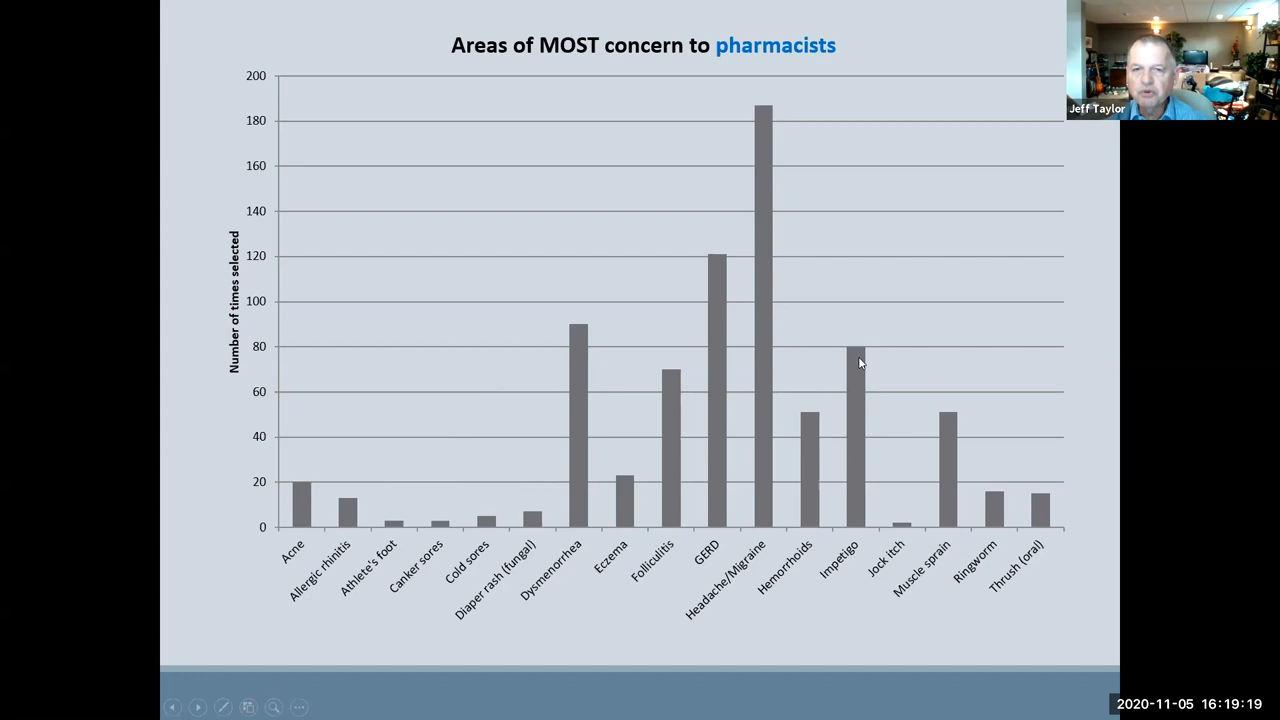 Areas of MOST concern to pharmacists
Jeff Taylor
200
180
160
140
120
100
80
60
40
20
0
Number of times selected
Acne
Allergic rhinitis
Athlete's foot
Canker sores
Cold sores
Diaper rash (fungal)
Dysmenorrhea
Eczema
Folliculitis
GERD
Headache/Migraine
Hemorrhoids
Impetigo
Jock itch
Muscle sprain
Ringworm
Thrush (oral)
2020-11-05 16:19:19